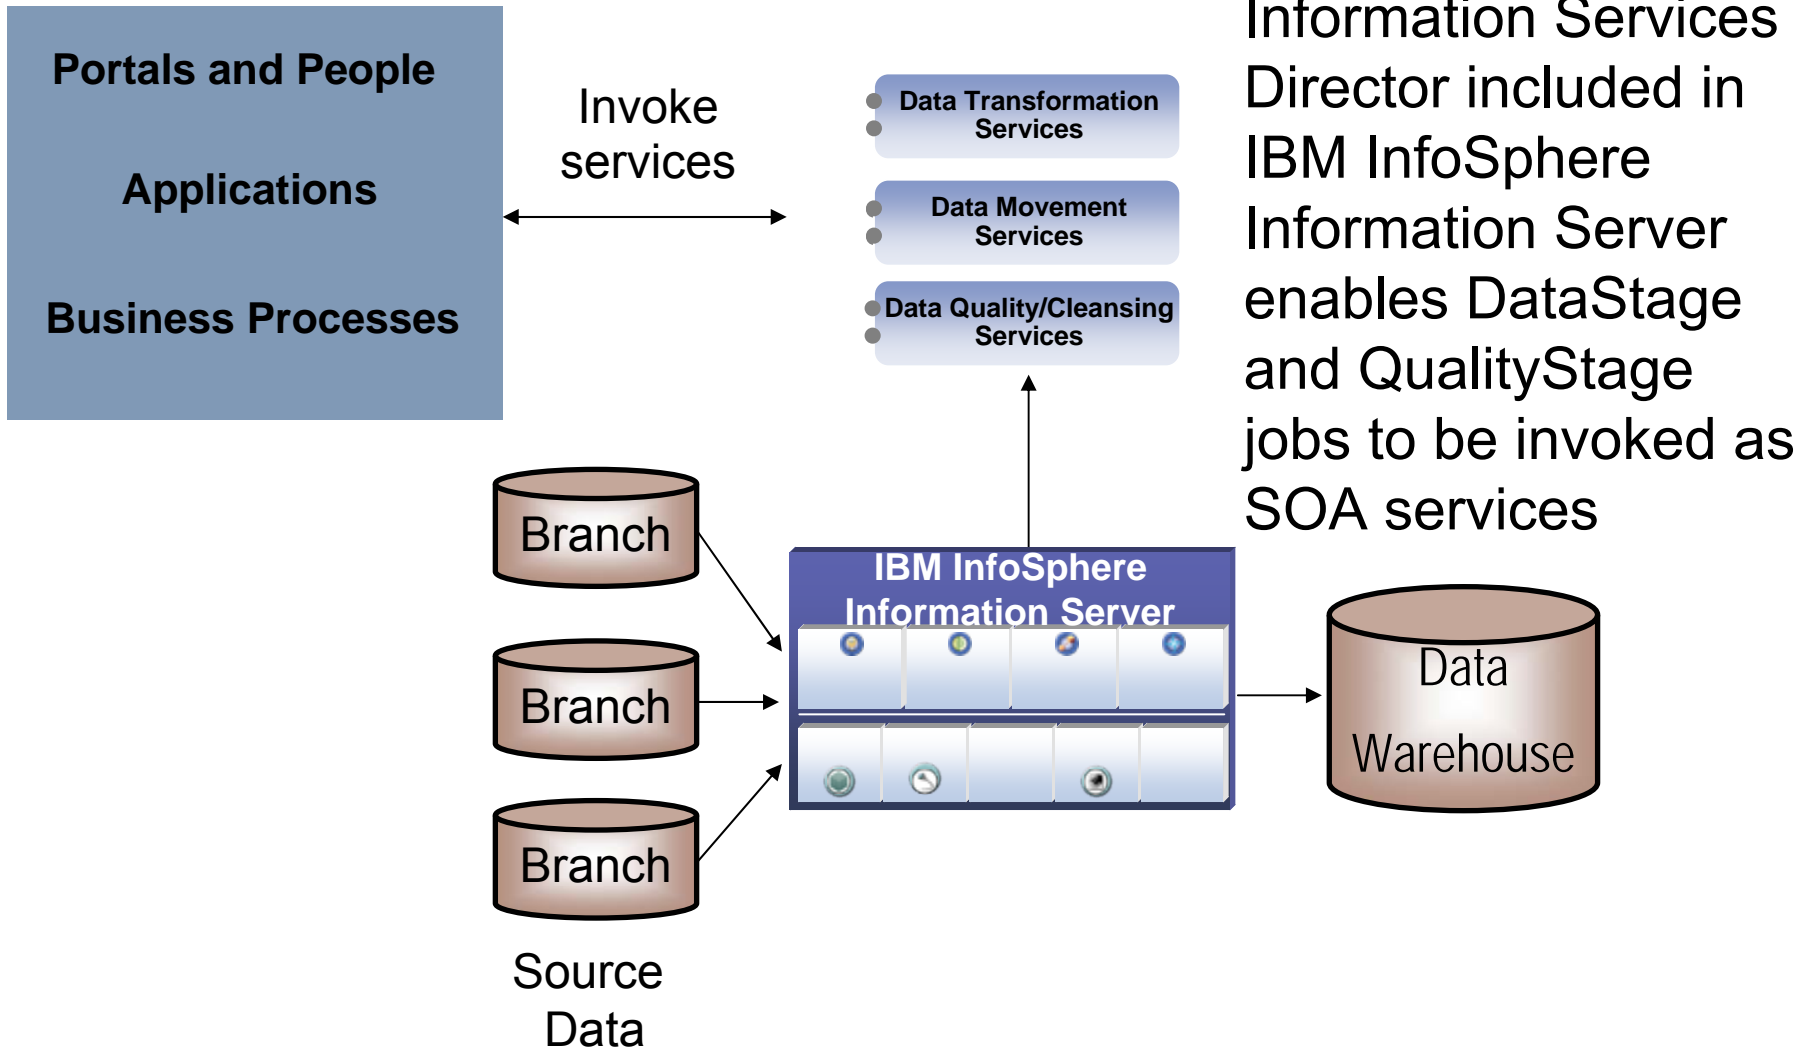 Portals and People
Applications
Business Processes
Invoke
services
Data Transformation
Services
Data Movement
Services
Data Quality/Cleansing
Services
Information Services
Director included in
IBM InfoSphere
Information Server
enables DataStage
and QualityStage
jobs to be invoked as
SOA services
Branch
Branch
Branch
Source
Data
IBM InfoSphere
Information Server
Data
Warehouse